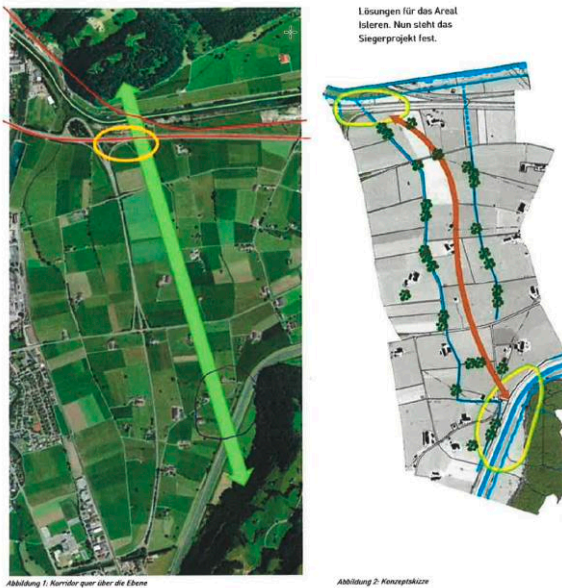 Lösungen für das Areal
Isleren. Nun steht das
Siegerprojekt fest.
Abbildung 1: Korridor quer über die Ebene
Abbildung 2: Konzeptskizze